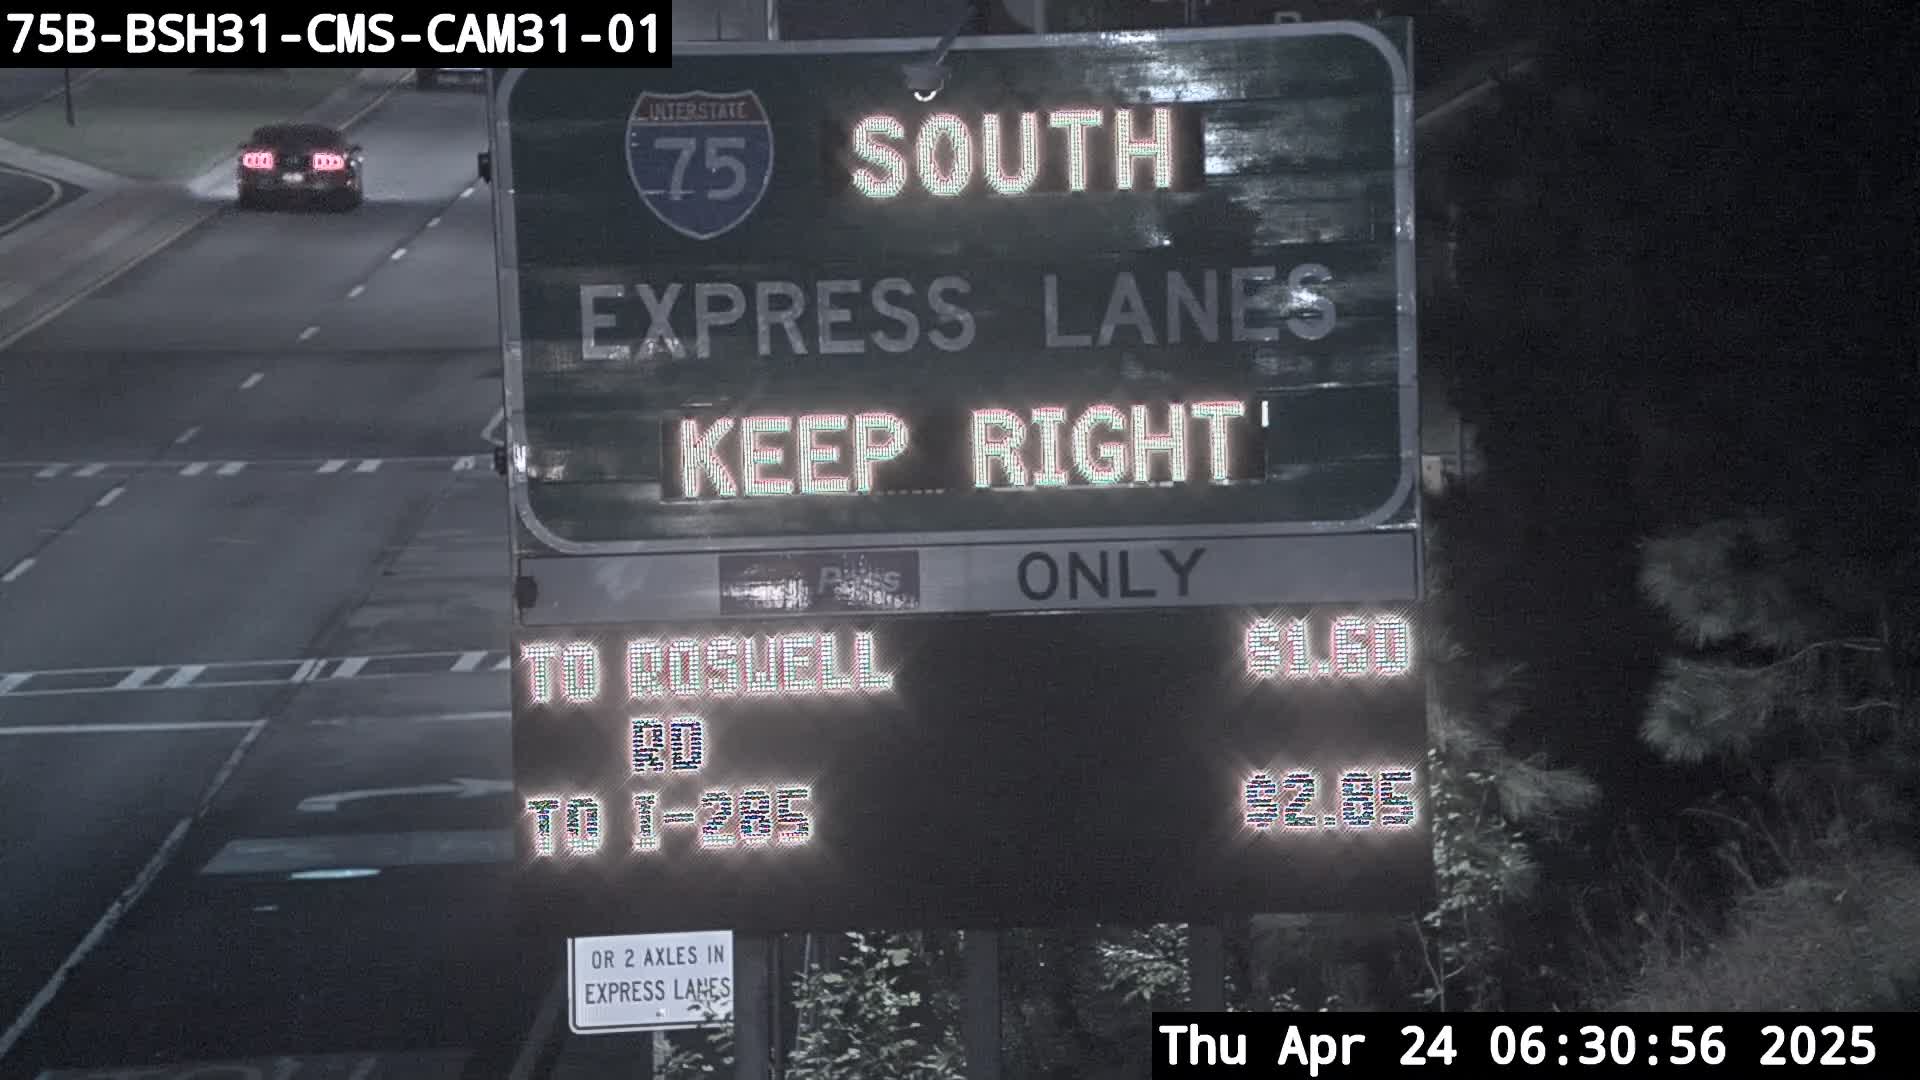 75B-BSH31-CMS-CAM31-01
INTERSTATE
75
SOUTH
EXPRESS LANES
KEEP RIGHT
Pass ONLY
TO ROSWELL $1.60
RD
TO I-285 $2.85
OR 2 AXLES IN
EXPRESS LANES
Thu Apr 24 06:30:56 2025